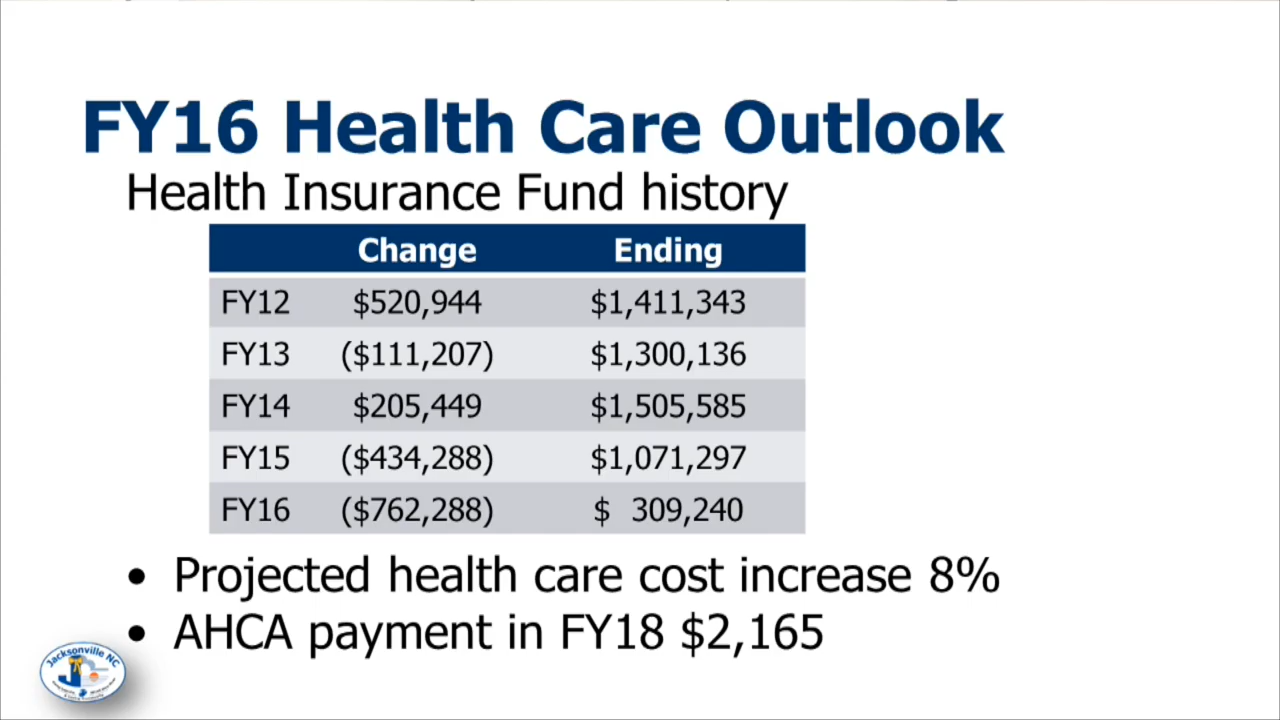 FY16 Health Care Outlook
Health Insurance Fund history
Change Ending
FY12 $520,944 $1,411,343
FY13 ($111,207) $1,300,136
FY14 $205,449 $1,505,585
FY15 ($434,288) $1,071,297
FY16 ($762,288) $ 309,240
• Projected health care cost increase 8%
• AHCA payment in FY18 $2,165
Jacksonville NC